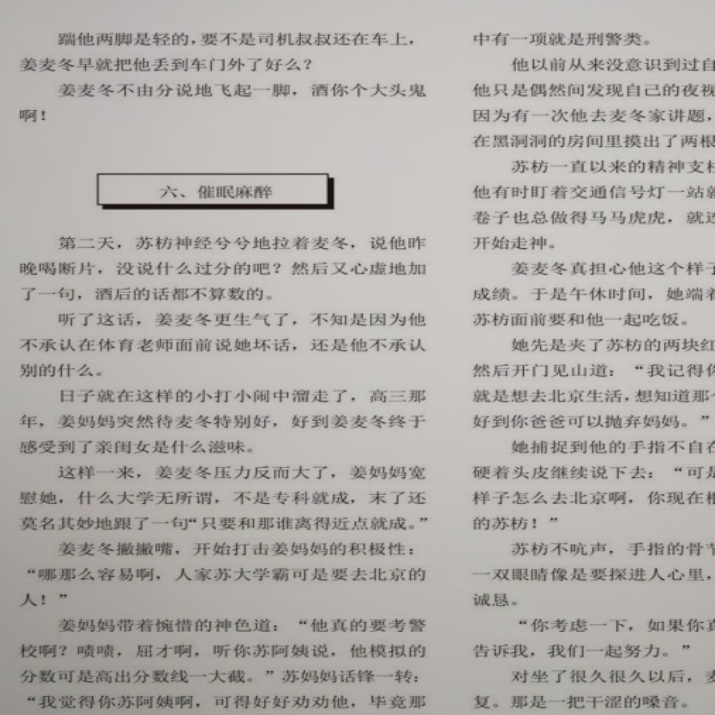 踹他两脚是轻的，要不是司机叔叔还在车上，
姜麦冬早就把他丢到车门外了好么？
姜麦冬不由分说地飞起一脚，酒你个大头鬼
啊！
六、催眠麻醉
第二天，苏枋神经兮兮地拉着麦冬，说他昨
晚喝断片，没说什么过分的吧？然后又心虚地加
了一句，酒后的话都不算数的。
听了这话，姜麦冬更生气了，不知是因为他
不承认在体育老师面前说她坏话，还是他不承认
别的什么。
日子就在这样的小打小闹中溜走了，高三那
年，姜妈妈突然待麦冬特别好，好到姜麦冬终于
感受到了亲闺女是什么滋味。
这样一来，姜麦冬压力反而大了，姜妈妈宽
慰她，什么大学无所谓，不是专科就成，末了还
莫名其妙地跟了一句“只要和那谁离得近点就成。”
姜麦冬撇撇嘴，开始打击姜妈妈的积极性：
“哪那么容易啊，人家苏大学霸可是要去北京的
人！”
姜妈妈带着惋惜的神色道：“他真的要考警
校啊？啧啧，屈才啊，听你苏阿姨说，他模拟的
分数可是高出分数线一大截。”苏妈妈话锋一转：
“我觉得你苏阿姨啊，可得好好劝劝他，毕竟那
中有一项就是刑警类。
他以前从来没意识到过自
他只是偶然间发现自己的夜视
因为有一次他去麦冬家讲题，
在黑洞洞的房间里摸出了两根
苏枋一直以来的精神支柱
他有时盯着交通信号灯一站就
卷子也总做得马马虎虎，就连
开始走神。
姜麦冬真担心他这个样子
成绩。于是午休时间，她端着
苏枋面前要和他一起吃饭。
她先是夹了苏枋的两块红
然后开门见山道：“我记得你
就是想去北京生活，想知道那个
好到你爸爸可以抛弃妈妈。”
她捕捉到他的手指不自在
硬着头皮继续说下去：“可是
样子怎么去北京啊，你现在根
的苏枋！”
苏枋不吭声，手指的骨节
一双眼睛像是要探进人心里，
诚恳。
“你考虑一下，如果你真
告诉我，我们一起努力。”
对坐了很久很久以后，麦
复。那是一把干涩的嗓音。